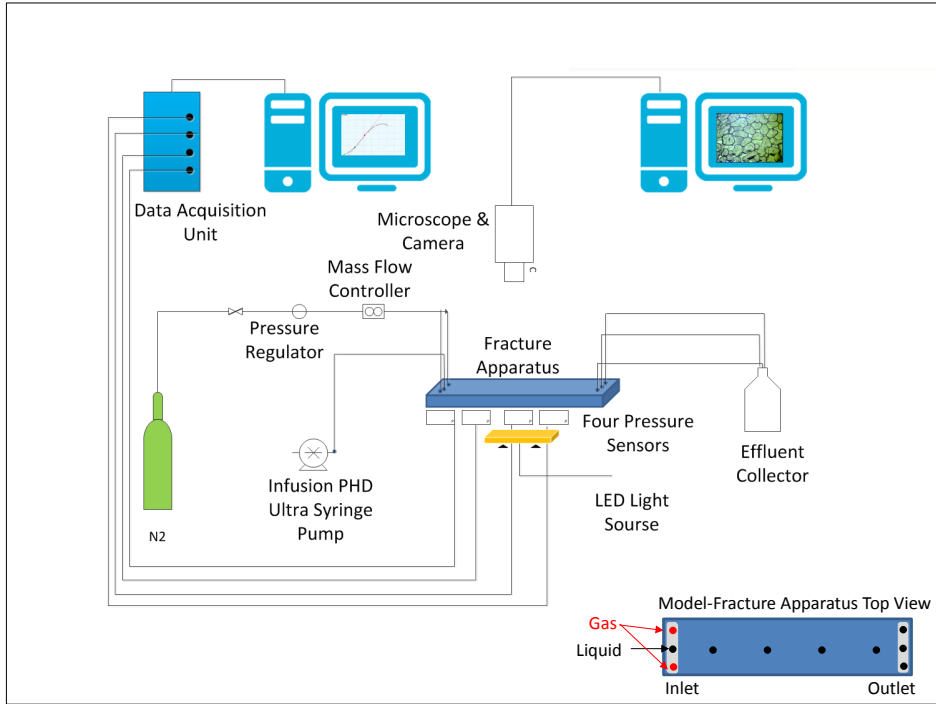 Data Acquisition
Unit
Microscope &
Camera
Mass Flow
Controller
Pressure
Regulator
Fracture
Apparatus
Four Pressure
Sensors
Effluent
Collector
Infusion PHD
Ultra Syringe
Pump
LED Light
Sourse
N2
Model-Fracture Apparatus Top View
Gas
Liquid
Inlet
Outlet